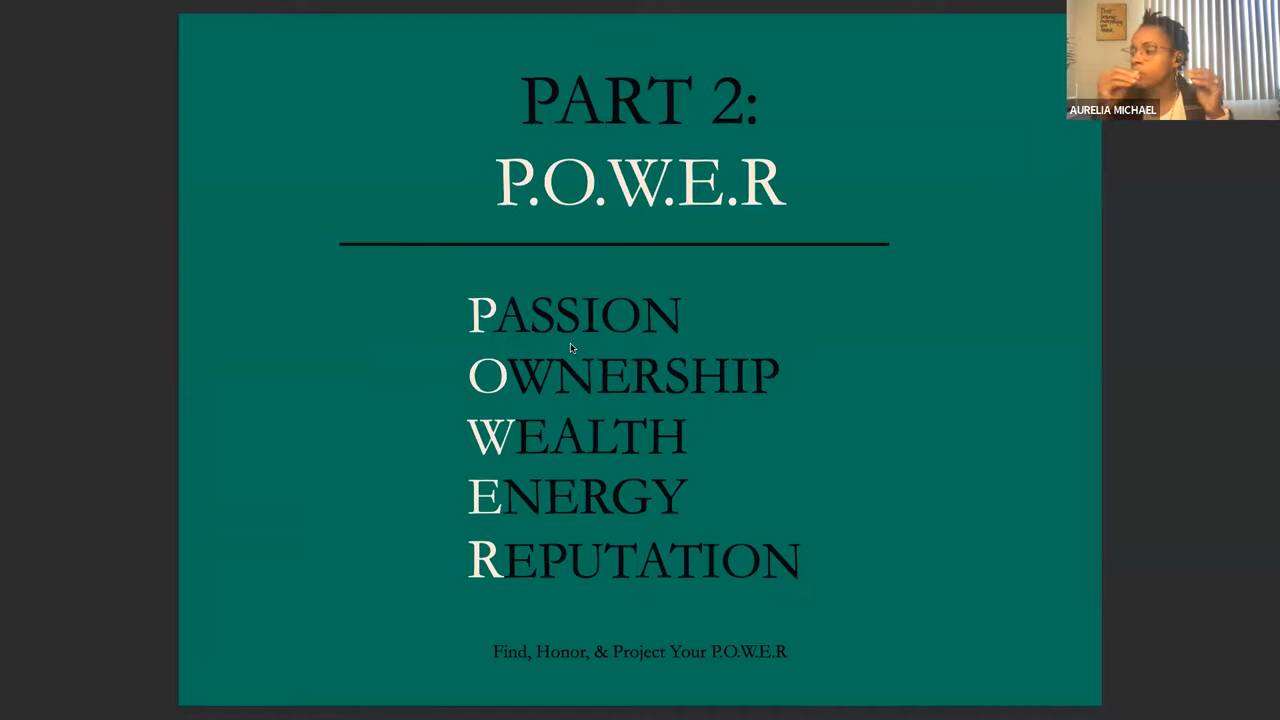 PART 2:
P.O.W.E.R
PASSION
OWNERSHIP
WEALTH
ENERGY
REPUTATION
Find, Honor, & Project Your P.O.W.E.R
AURELIA MICHAEL